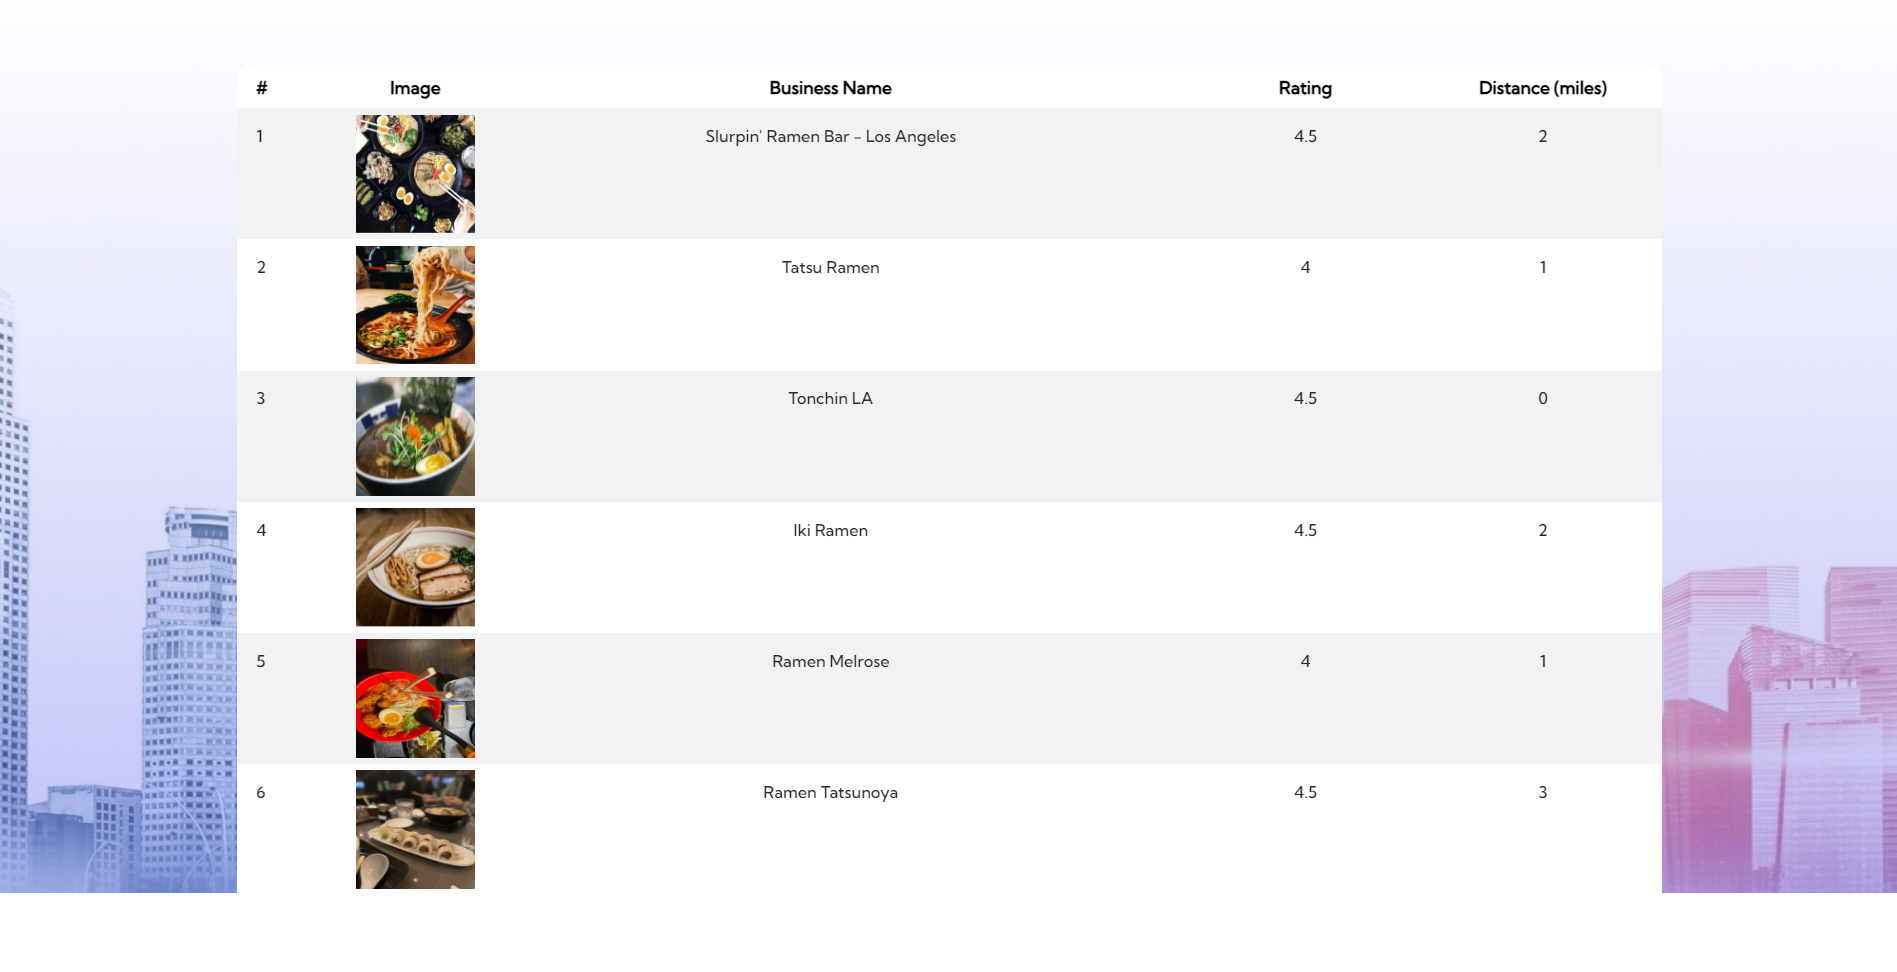 # Image Business Name Rating Distance (miles)
1 Slurpin' Ramen Bar - Los Angeles 4.5 2
2 Tatsu Ramen 4 1
3 Tonchin LA 4.5 0
4 Iki Ramen 4.5 2
5 Ramen Melrose 4 1
6 Ramen Tatsunoya 4.5 3